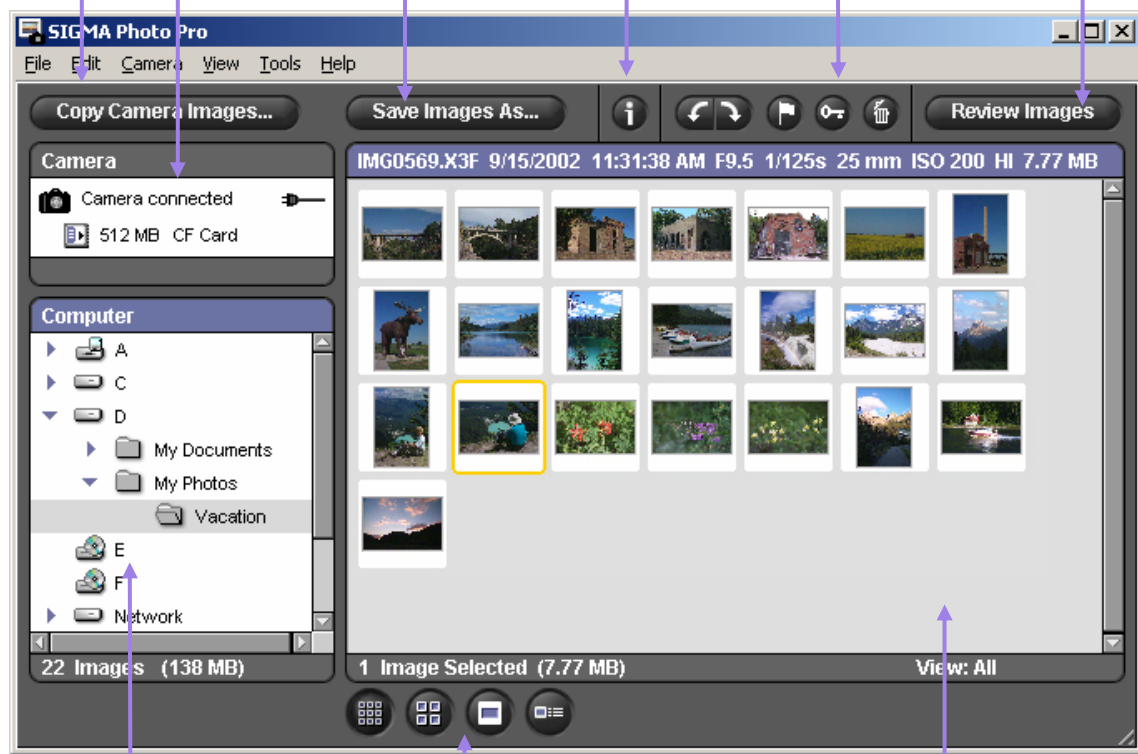 SIGMA Photo Pro
File Edit Camera View Tools Help
Copy Camera Images...
Save Images As...
Review Images
Camera
Camera connected
512 MB CF Card
IMG0569.X3F 9/15/2002 11:31:38 AM F9.5 1/125s 25 mm ISO 200 HI 7.77 MB
Computer
A
C
D
My Documents
My Photos
Vacation
E
F
Network
22 Images (138 MB)
1 Image Selected (7.77 MB)
View: All